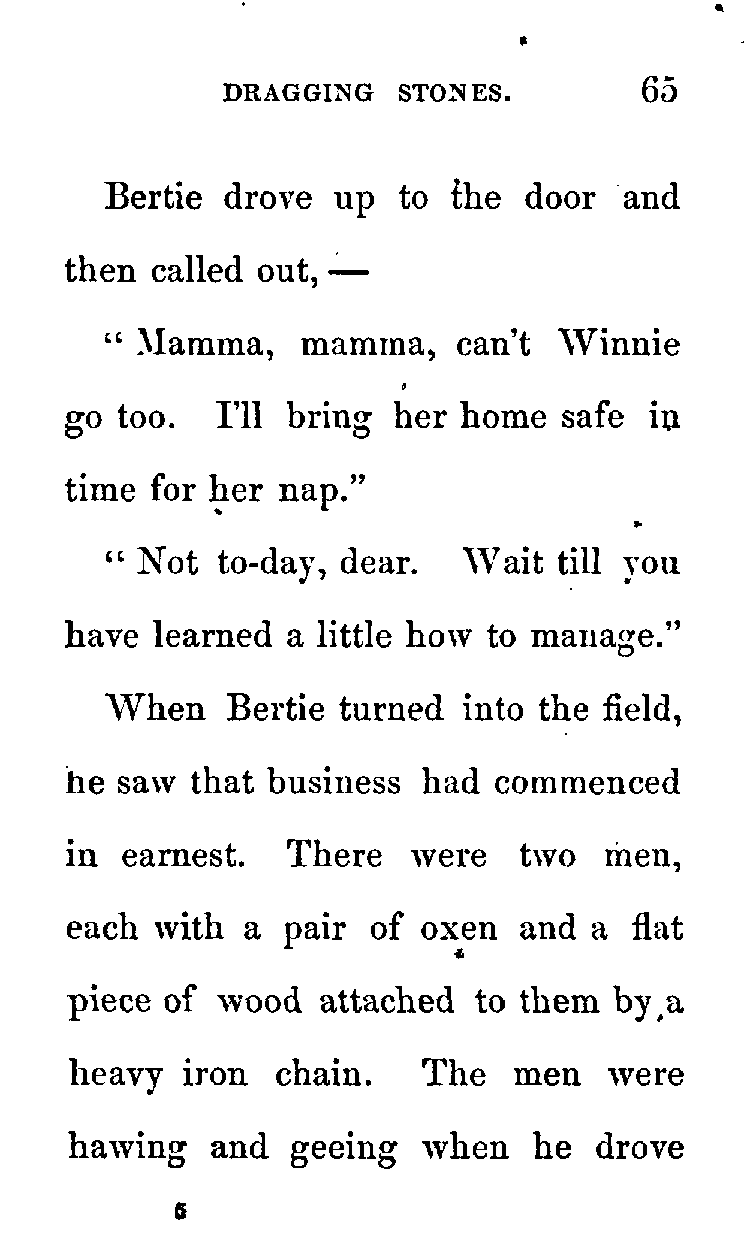 DRAGGING STONES. 65
Bertie drove up to the door and
then called out, —
“ Mamma, mamma, can’t Winnie
go too. I’ll bring her home safe in
time for her nap.”
“ Not to-day, dear. Wait till you
have learned a little how to manage.”
When Bertie turned into the field,
he saw that business had commenced
in earnest. There were two men,
each with a pair of oxen and a flat
piece of wood attached to them by a
heavy iron chain. The men were
hawing and geeing when he drove
6